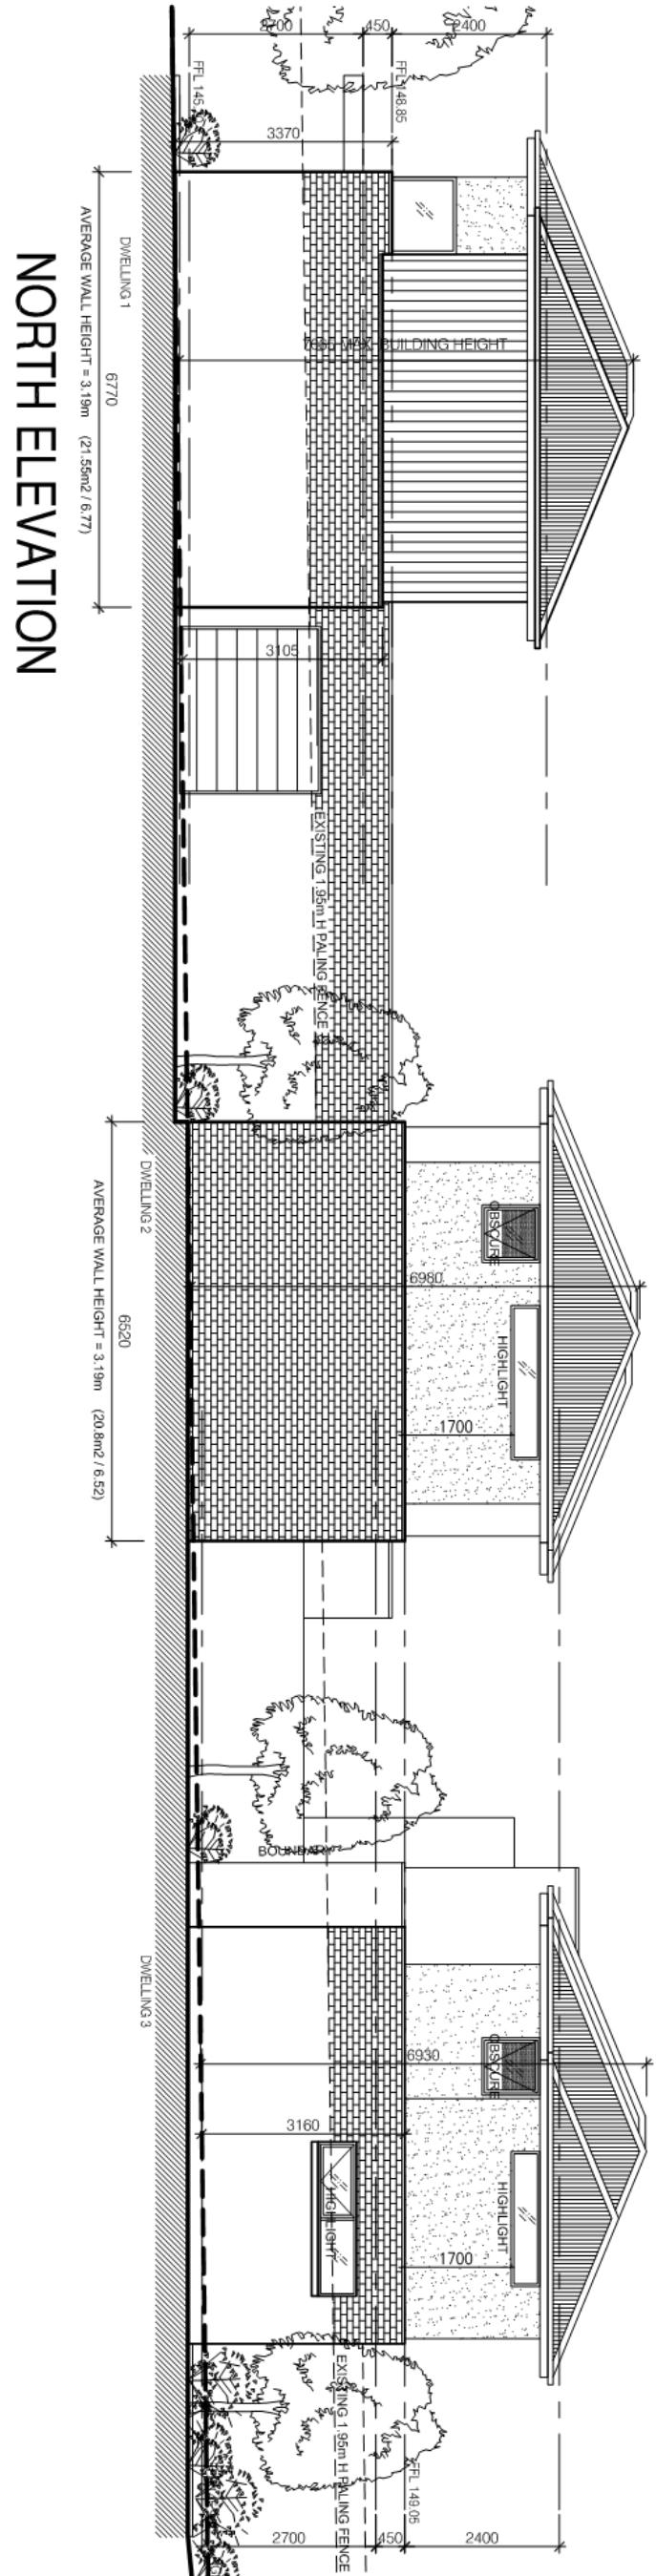 2400
450
2700
FFL 148.85
FFL 145.
3370
7650 MAX. BUILDING HEIGHT
DWELLING 1
6770
AVERAGE WALL HEIGHT = 3.19m (21.55m2 / 6.77)
NORTH ELEVATION
3105
EXISTING 1.95m H PALING FENCE
DWELLING 2
OBSCURE
6980
HIGHLIGHT
1700
6520
AVERAGE WALL HEIGHT = 3.19m (20.8m2 / 6.52)
BOUNDARY
DWELLING 3
OBSCURE
6930
3160
HIGHLIGHT
HIGHLIGHT
1700
EXISTING 1.95m H PALING FENCE
FFL 149.05
2700
450
2400